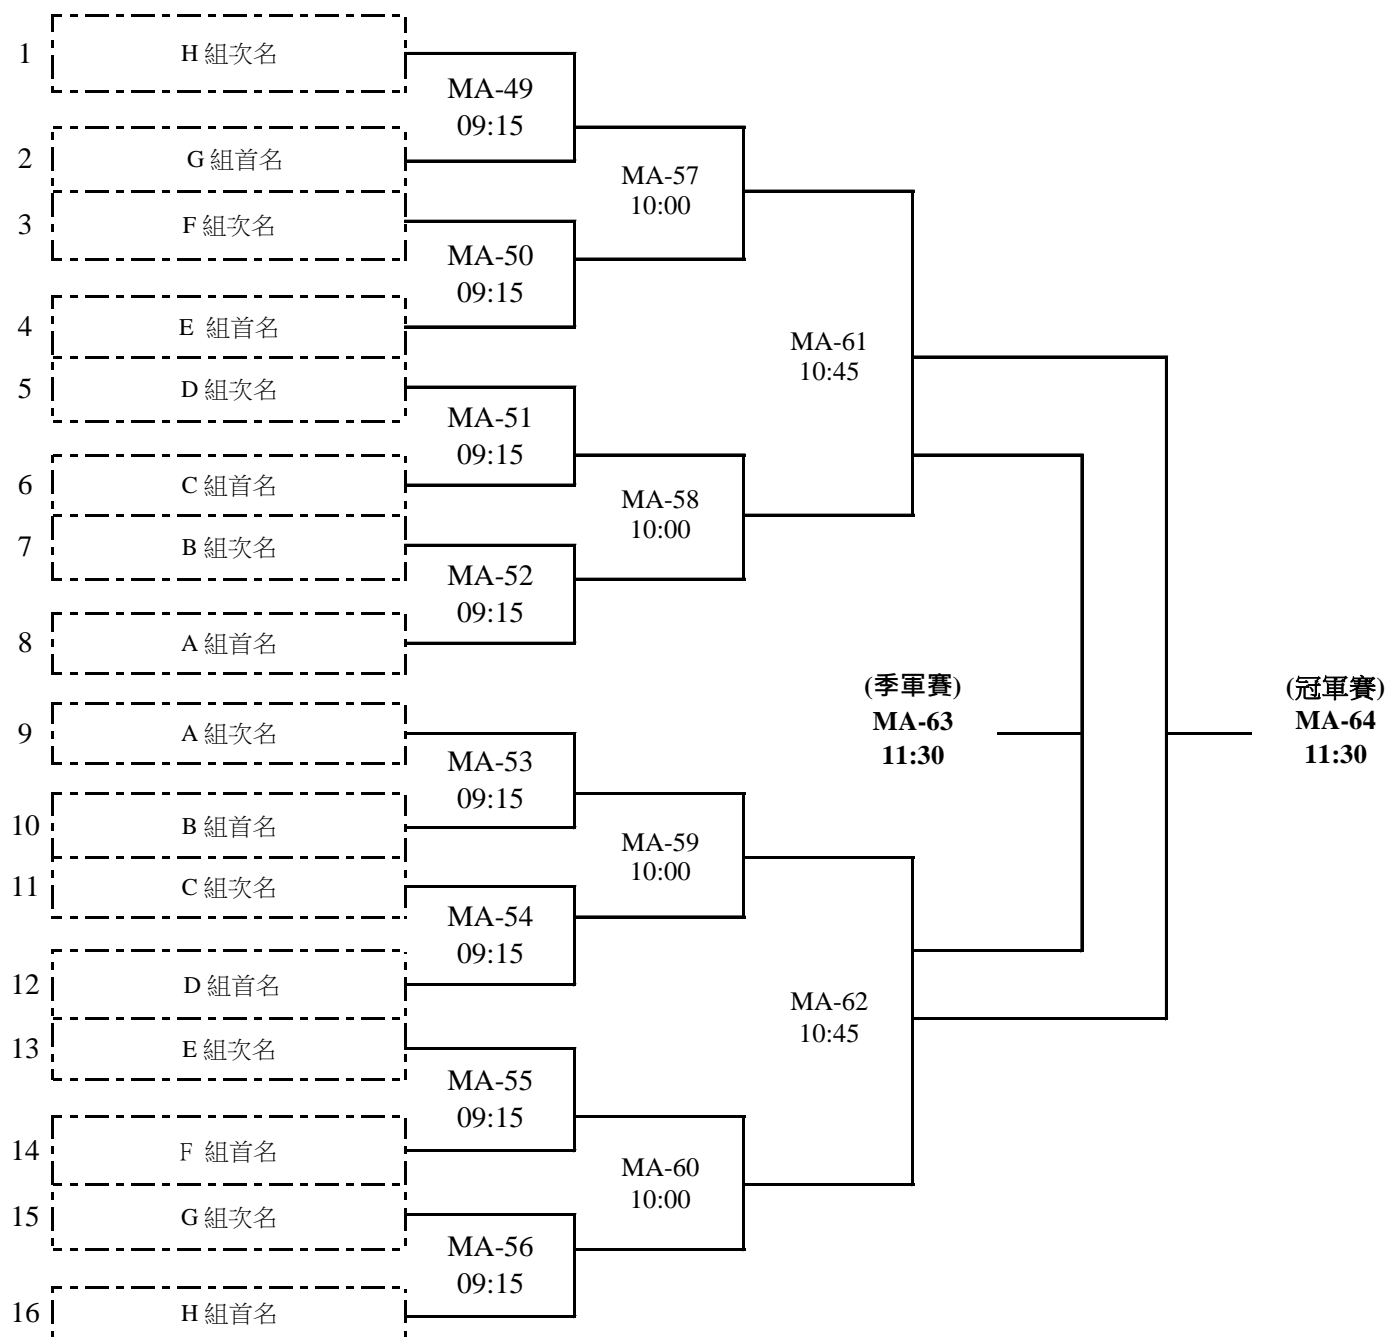 1 H 組次名
MA-49
09:15
2 G 組首名
MA-57
10:00
3 F 組次名
MA-50
09:15
4 E 組首名
MA-61
10:45
5 D 組次名
MA-51
09:15
6 C 組首名
MA-58
10:00
7 B 組次名
MA-52
09:15
8 A 組首名
(季軍賽)
MA-63
11:30
(冠軍賽)
MA-64
11:30
9 A 組次名
MA-53
09:15
10 B 組首名
MA-59
10:00
11 C 組次名
MA-54
09:15
12 D 組首名
MA-62
10:45
13 E 組次名
MA-55
09:15
14 F 組首名
MA-60
10:00
15 G 組次名
MA-56
09:15
16 H 組首名